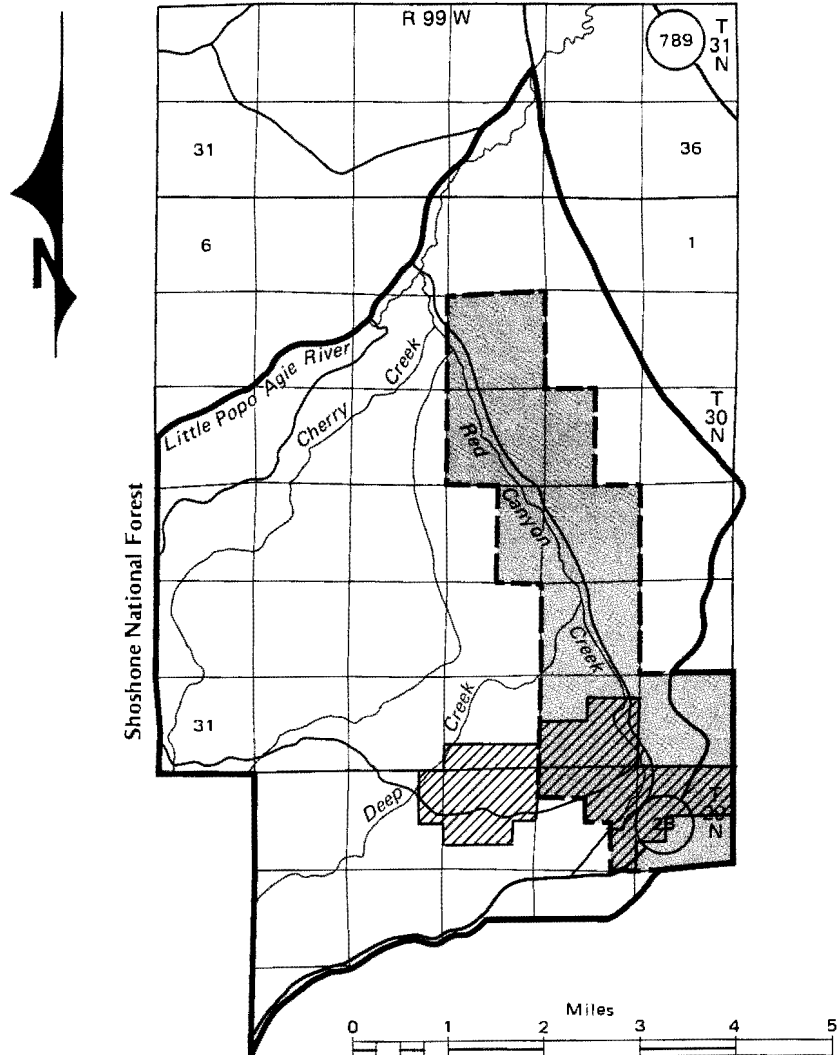 R 99 W
789
T
31
N
31
36
N
6
1
Little Popo Agie River
Creek
Cherry
T
30
N
Red
Canyon
Shoshone National Forest
Creek
Creek
31
Deep
T
N
28
Miles
0 1 2 3 4 5